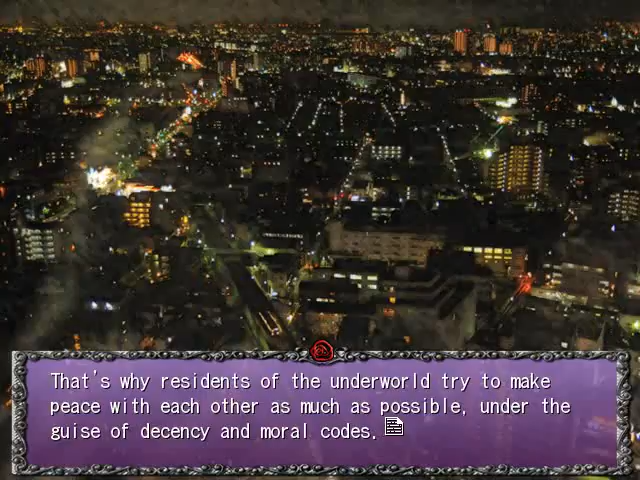 That's why residents of the underworld try to make
peace with each other as much as possible, under the
guise of decency and moral codes.